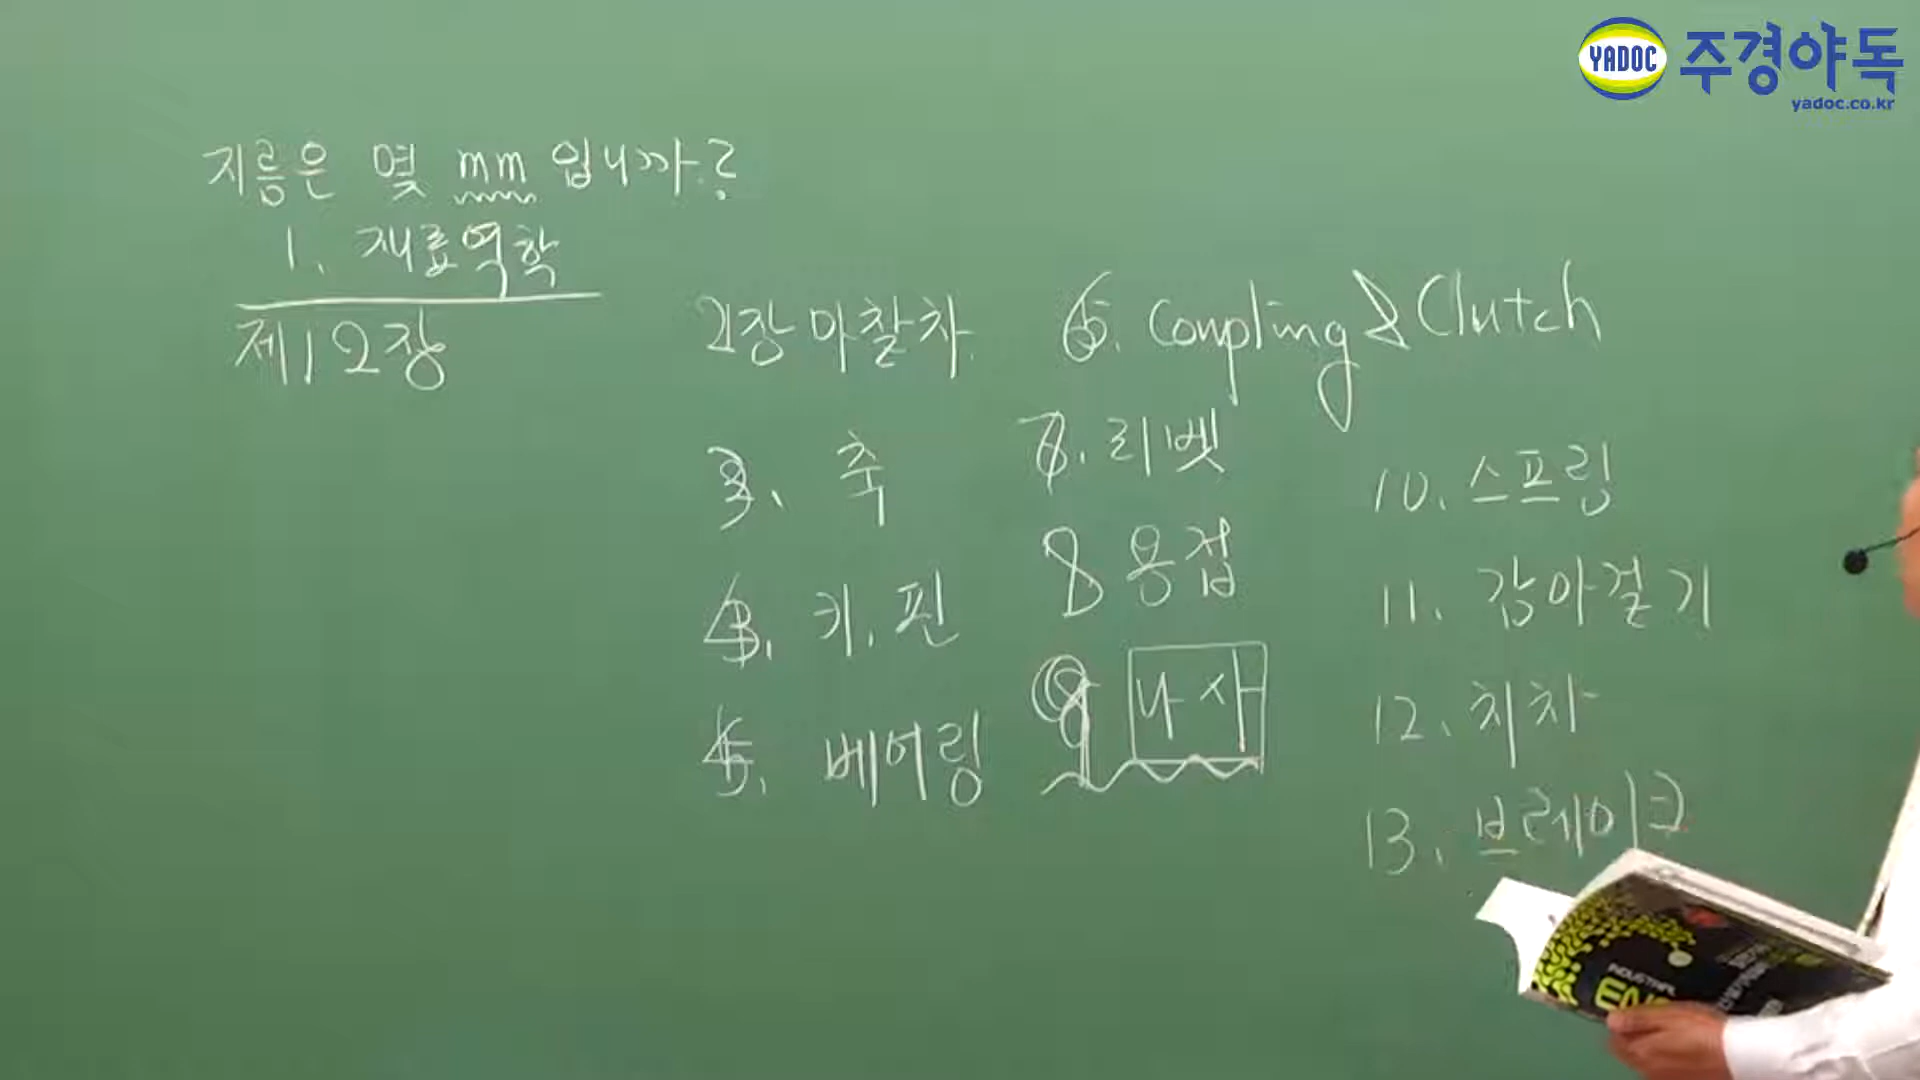 YADOC 주경야독
yadoc.co.kr
지름은 몇 mm 입니까?
1. 재료역학
제12장
2장 마찰차.
3. 축
4. 키. 핀
5. 베어링
6. Coupling & Clutch
7. 리벳
8 용접
9 나사
10. 스프링
11. 감아걸기
12. 치차
13. 브레이크
INDUSTRIAL